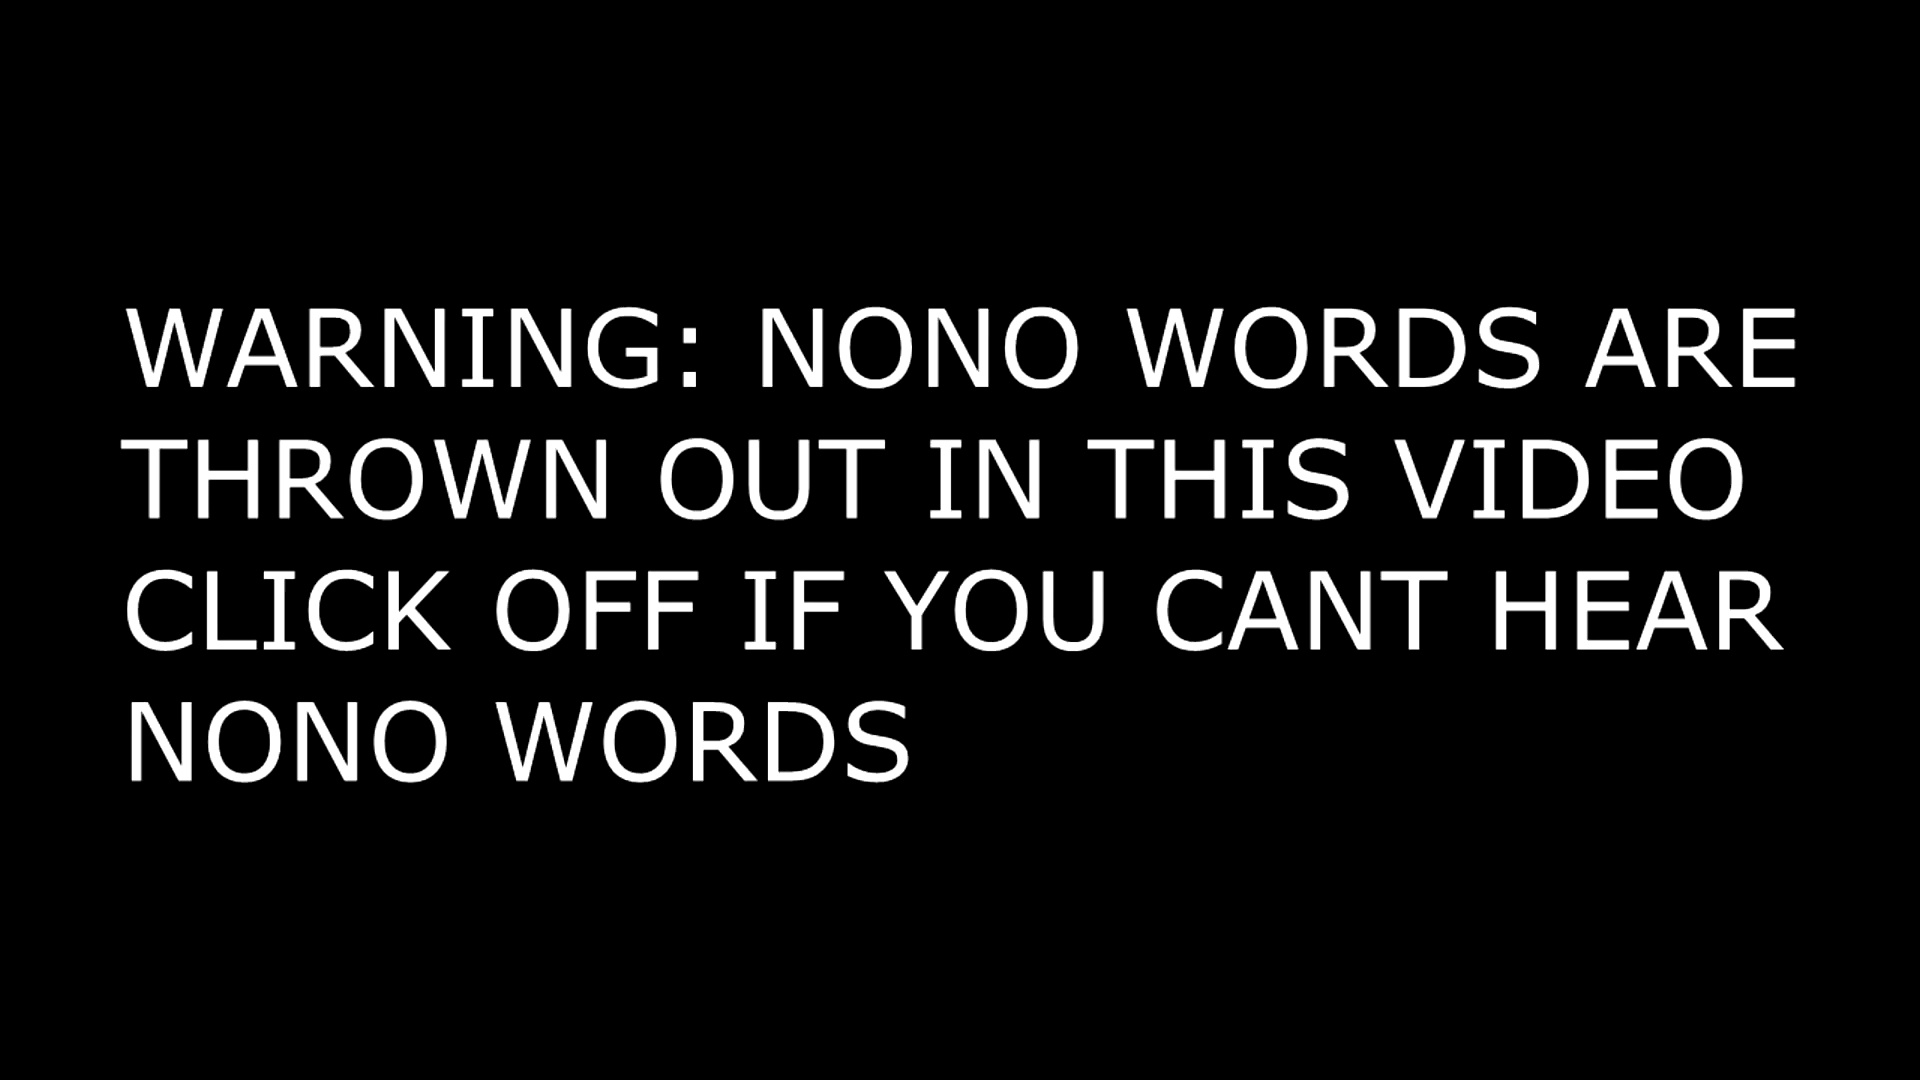 WARNING: NONO WORDS ARE
THROWN OUT IN THIS VIDEO
CLICK OFF IF YOU CANT HEAR
NONO WORDS